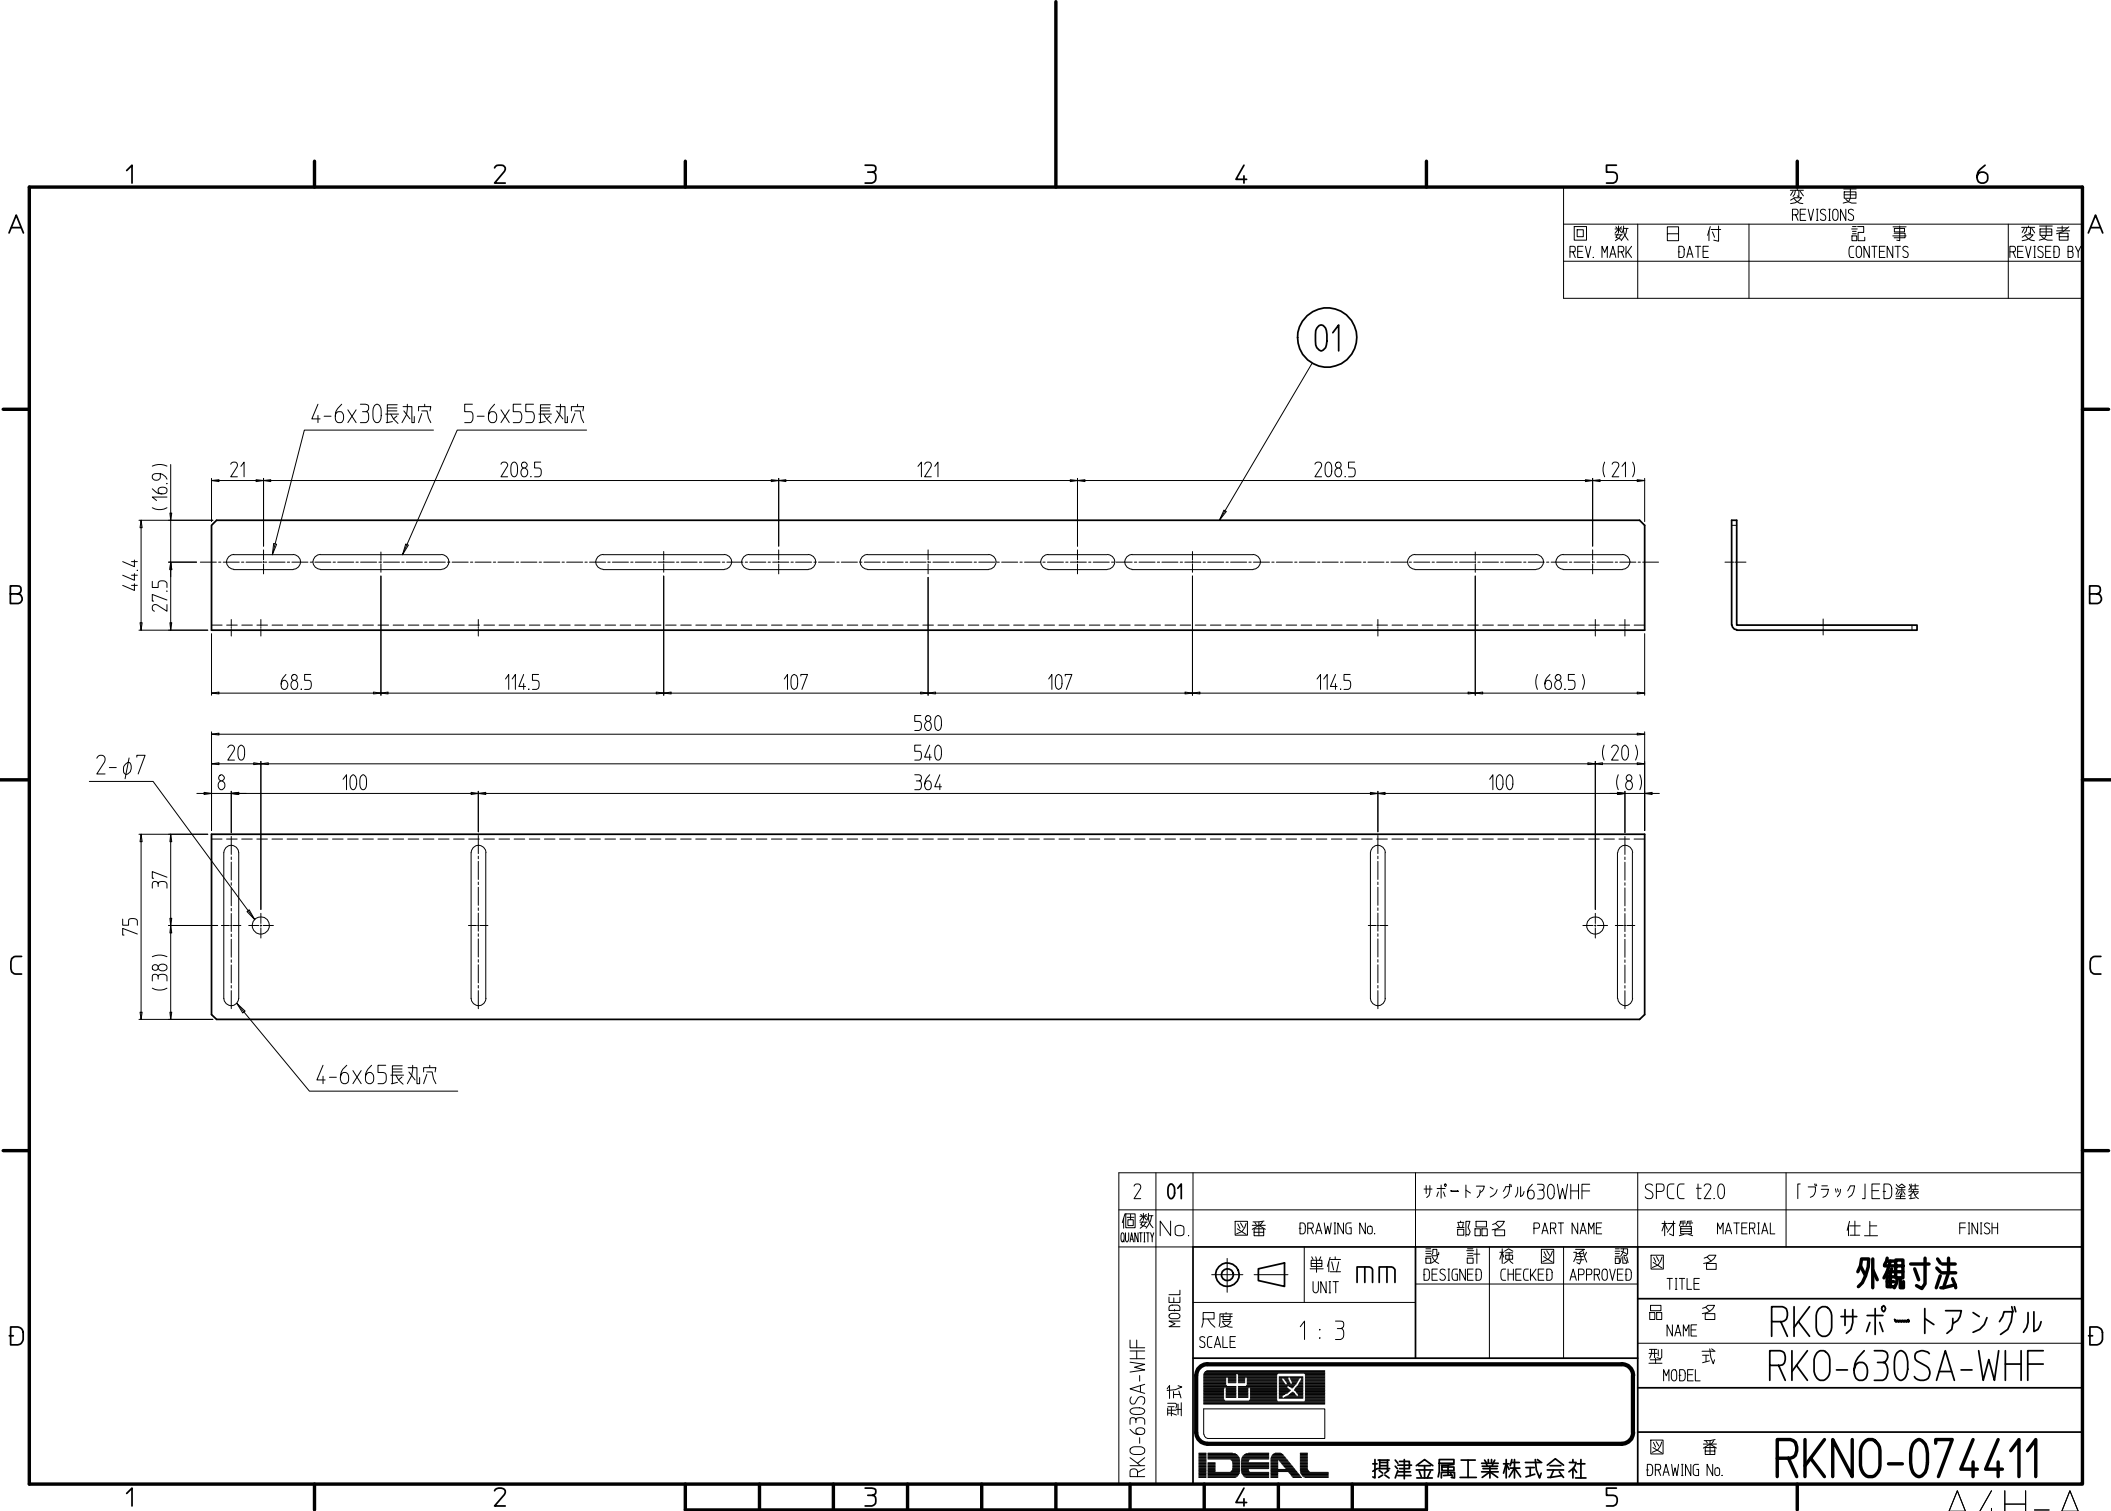 1 2 3 4 5 6
A A
変更
REVISIONS
回数 日付 記事 変更者
REV. MARK DATE CONTENTS REVISED BY
01
4-6x30長丸穴 5-6x55長丸穴
21 208.5 121 208.5 (21)
(16.9)
44.4
27.5
B B
68.5 114.5 107 107 114.5 (68.5)
580
20 540 (20)
2-φ7
8 100 364 100 (8)
37
75
(38)
C C
4-6x65長丸穴
2 01 サポートアングル630WHF SPCC t2.0 「ブラック」ED塗装
個数 No. 図番 DRAWING No. 部品名 PART NAME 材質 MATERIAL 仕上 FINISH
QUANTITY
単位 mm
UNIT
設計 検図 承認
DESIGNED CHECKED APPROVED
図名 外観寸法
TITLE
尺度 1:3
SCALE
品名 RKOサポートアングル
NAME
型式 RKO-630SA-WHF
MODEL
D D
MODEL
型式
RKO-630SA-WHF
出図
IDEAL 摂津金属工業株式会社
図番 RKNO-074411
DRAWING No.
1 2 3 4 5